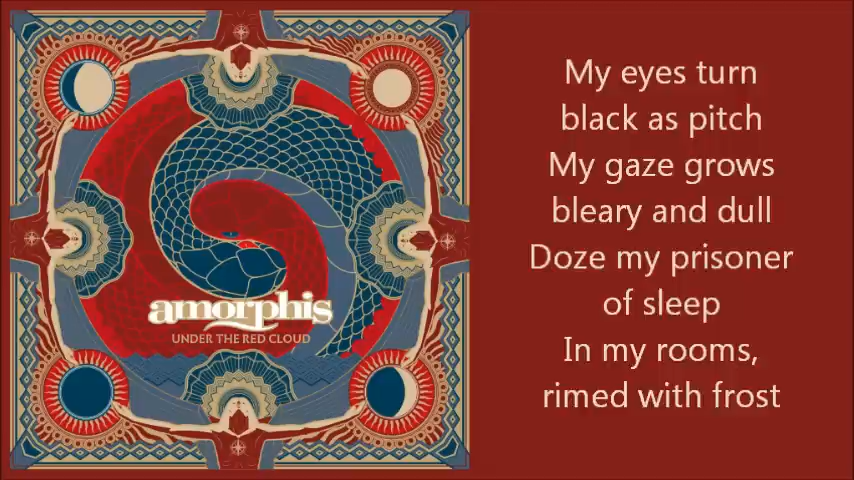 amorphis
UNDER THE RED CLOUD
My eyes turn
black as pitch
My gaze grows
bleary and dull
Doze my prisoner
of sleep
In my rooms,
rimed with frost